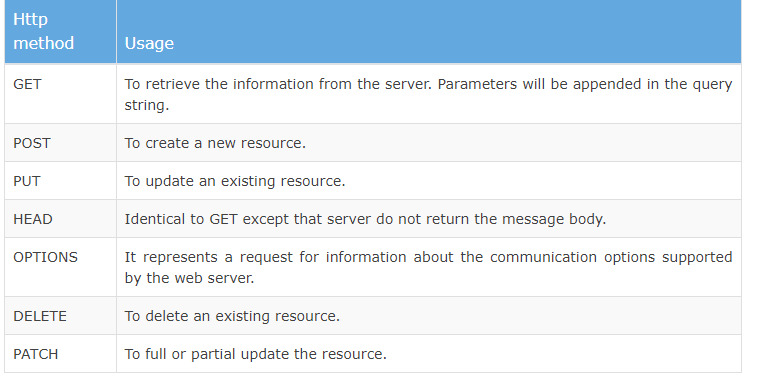 Http
method
Usage
GET
To retrieve the information from the server. Parameters will be appended in the query
string.
POST
To create a new resource.
PUT
To update an existing resource.
HEAD
Identical to GET except that server do not return the message body.
OPTIONS
It represents a request for information about the communication options supported
by the web server.
DELETE
To delete an existing resource.
PATCH
To full or partial update the resource.